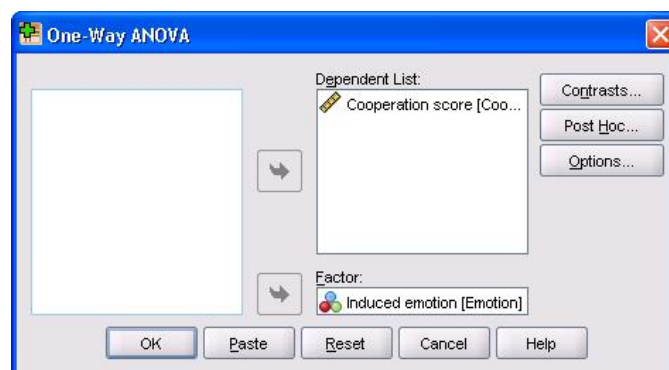 One-Way ANOVA
Dependent List:
Cooperation score [Coo...
Contrasts...
Post Hoc...
Options...
Factor:
Induced emotion [Emotion]
OK
Paste
Reset
Cancel
Help